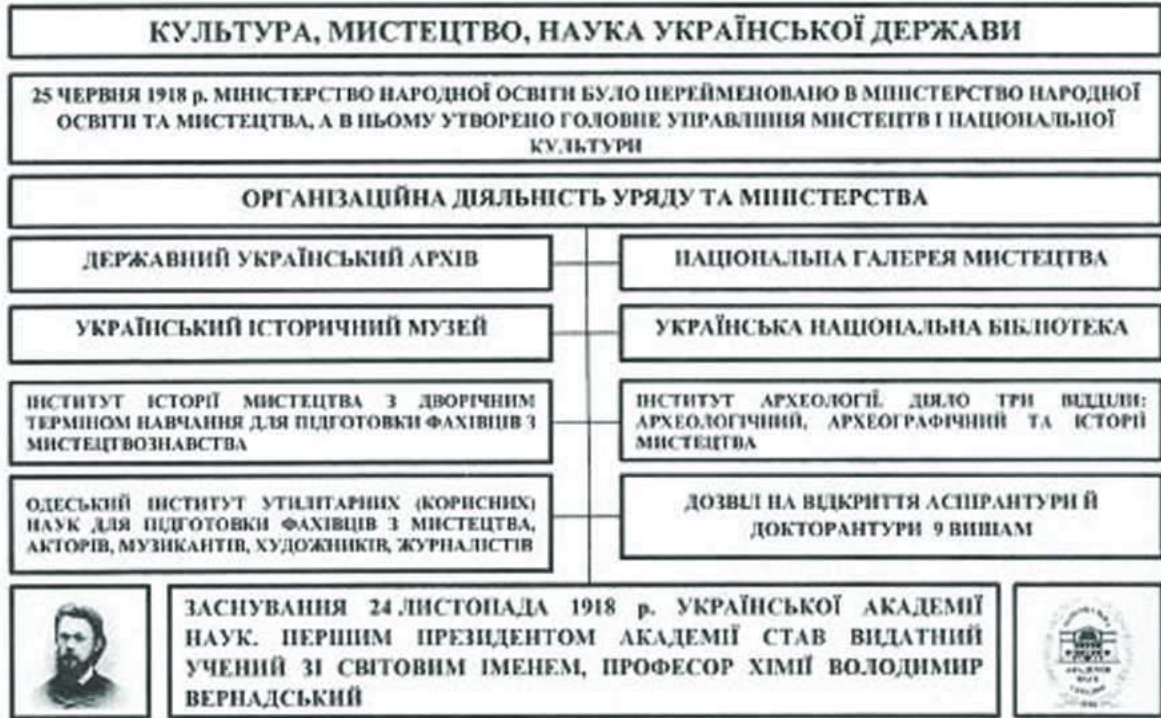 КУЛЬТУРА, МИСТЕЦТВО, НАУКА УКРАЇНСЬКОЇ ДЕРЖАВИ
25 ЧЕРВНЯ 1918 р. МІНІСТЕРСТВО НАРОДНОЇ ОСВІТИ БУЛО ПЕРЕЙМЕНОВАНО В МІНІСТЕРСТВО НАРОДНОЇ
ОСВІТИ ТА МИСТЕЦТВА, А В НЬОМУ УТВОРЕНО ГОЛОВНЕ УПРАВЛІННЯ МИСТЕЦТВ І НАЦІОНАЛЬНОЇ
КУЛЬТУРИ
ОРГАНІЗАЦІЙНА ДІЯЛЬНІСТЬ УРЯДУ ТА МІНІСТЕРСТВА
ДЕРЖАВНИЙ УКРАЇНСЬКИЙ АРХІВ
НАЦІОНАЛЬНА ГАЛЕРЕЯ МИСТЕЦТВА
УКРАЇНСЬКИЙ ІСТОРИЧНИЙ МУЗЕЙ
УКРАЇНСЬКА НАЦІОНАЛЬНА БІБЛІОТЕКА
ІНСТИТУТ ІСТОРІЇ МИСТЕЦТВА З ДВОРІЧНИМ
ТЕРМІНОМ НАВЧАННЯ ДЛЯ ПІДГОТОВКИ ФАХІВЦІВ З
МИСТЕЦТВОЗНАВСТВА
ІНСТИТУТ АРХЕОЛОГІЇ. ДІЯЛО ТРИ ВІДДІЛИ:
АРХЕОЛОГІЧНИЙ, АРХЕОГРАФІЧНИЙ ТА ІСТОРІЇ
МИСТЕЦТВА
ОДЕСЬКИЙ ІНСТИТУТ УТИЛІТАРНИХ (КОРИСНИХ)
НАУК ДЛЯ ПІДГОТОВКИ ФАХІВЦІВ З МИСТЕЦТВА,
АКТОРІВ, МУЗИКАНТІВ, ХУДОЖНИКІВ, ЖУРНАЛІСТІВ
ДОЗВІЛ НА ВІДКРИТТЯ АСПІРАНТУРИ Й
ДОКТОРАНТУРИ 9 ВИШАМ
ЗАСНУВАННЯ 24 ЛИСТОПАДА 1918 р. УКРАЇНСЬКОЇ АКАДЕМІЇ
НАУК. ПЕРШИМ ПРЕЗИДЕНТОМ АКАДЕМІЇ СТАВ ВИДАТНИЙ
УЧЕНИЙ ЗІ СВІТОВИМ ІМЕНЕМ, ПРОФЕСОР ХІМІЇ ВОЛОДИМИР
ВЕРНАДСЬКИЙ